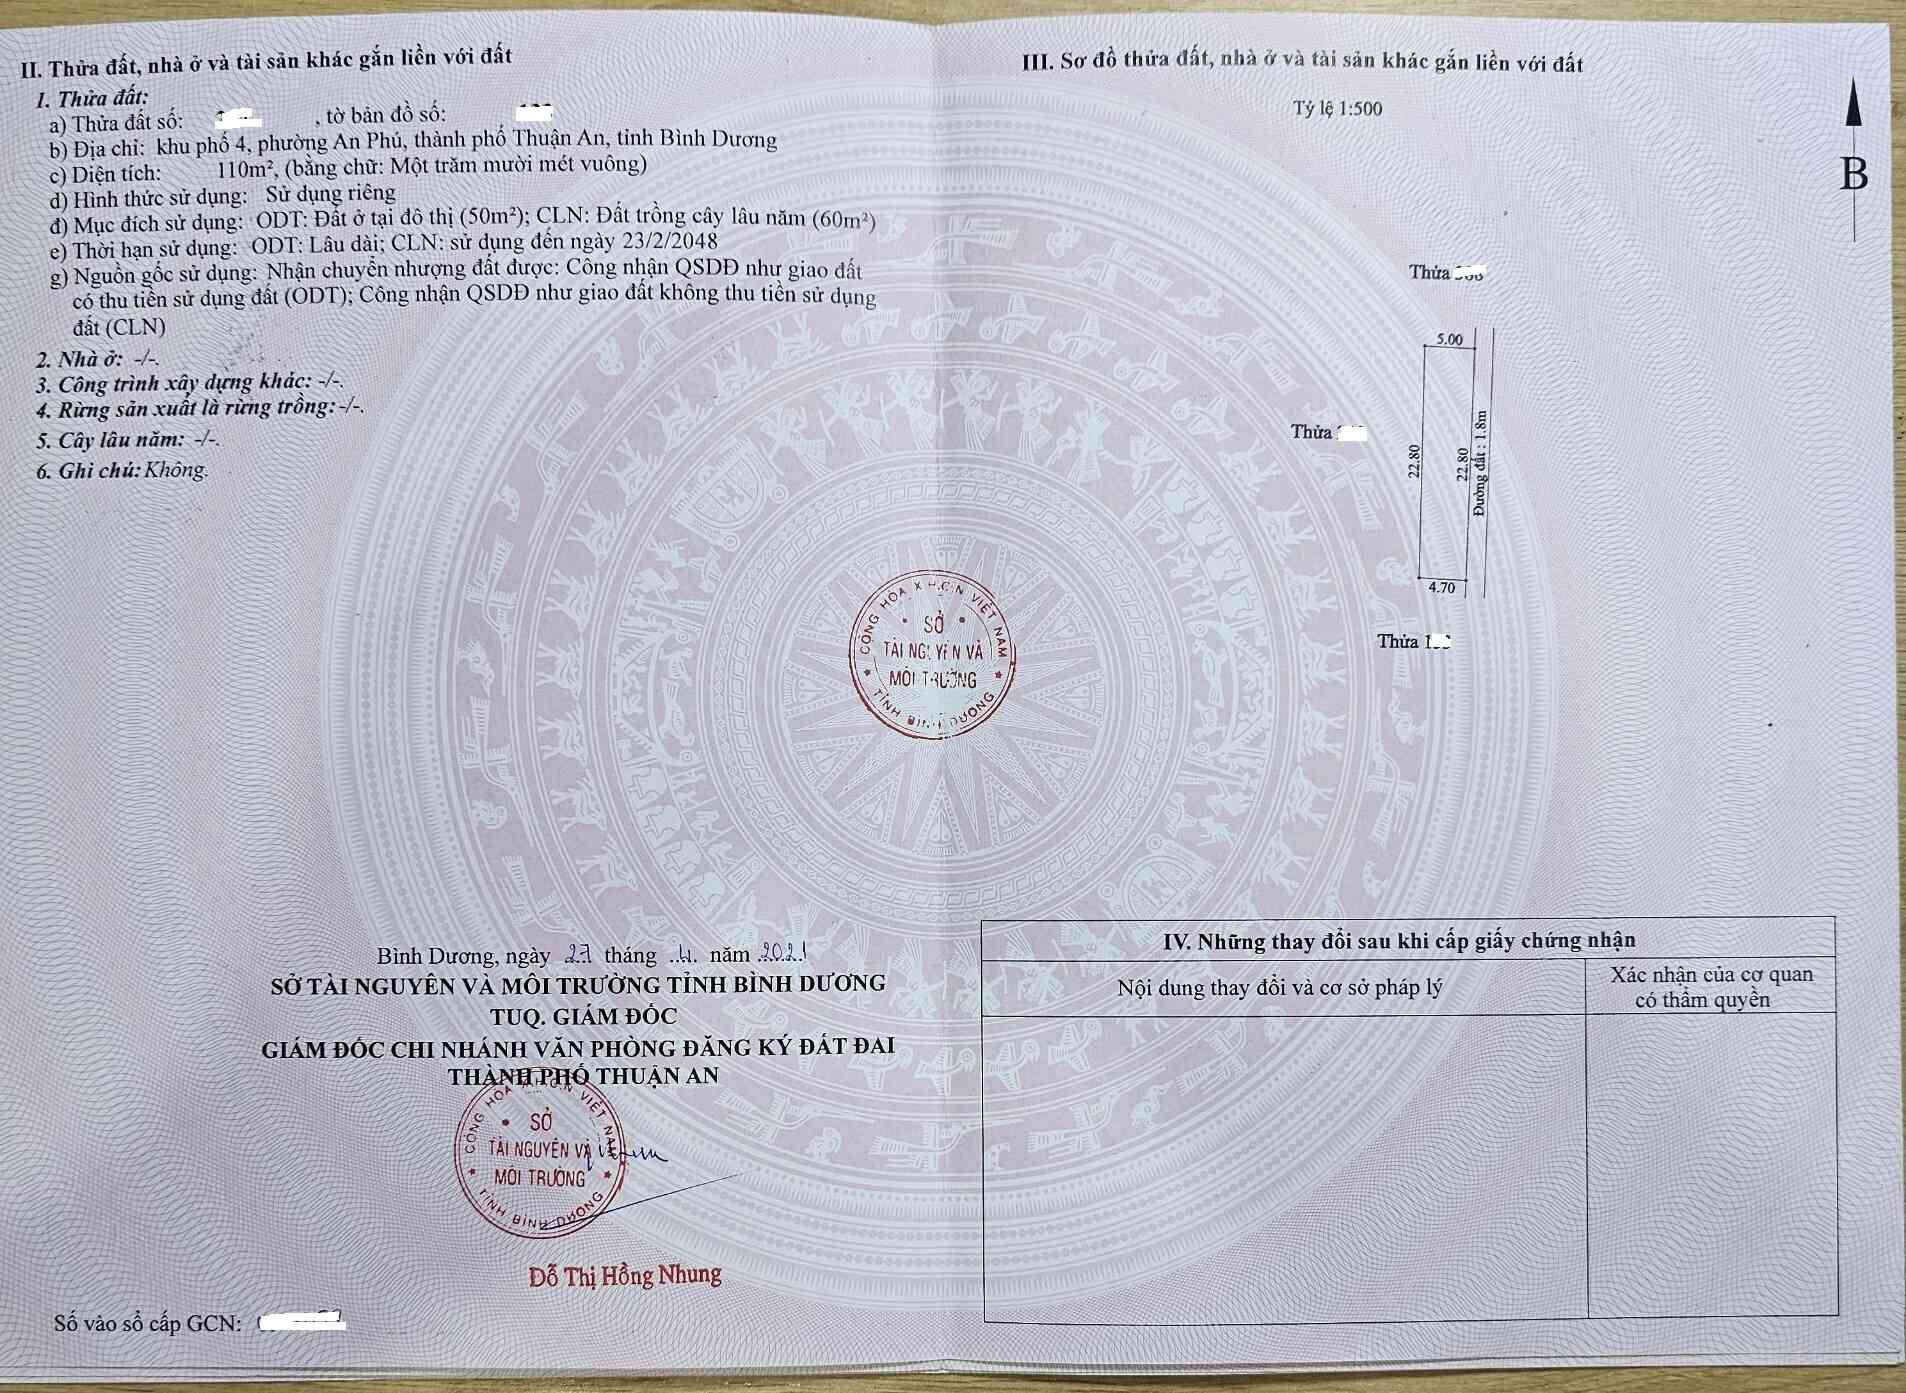 II. Thửa đất, nhà ở và tài sản khác gắn liền với đất
1. Thửa đất:
a) Thửa đất số: , tờ bản đồ số:
b) Địa chỉ: khu phố 4, phường An Phú, thành phố Thuận An, tỉnh Bình Dương
c) Diện tích: 110m², (bằng chữ: Một trăm mười mét vuông)
d) Hình thức sử dụng: Sử dụng riêng
đ) Mục đích sử dụng: ODT: Đất ở tại đô thị (50m²); CLN: Đất trồng cây lâu năm (60m²)
e) Thời hạn sử dụng: ODT: Lâu dài; CLN: sử dụng đến ngày 23/2/2048
g) Nguồn gốc sử dụng: Nhận chuyển nhượng đất được: Công nhận QSDĐ như giao đất
có thu tiền sử dụng đất (ODT); Công nhận QSDĐ như giao đất không thu tiền sử dụng
đất (CLN)
2. Nhà ở: -/-.
3. Công trình xây dựng khác: -/-.
4. Rừng sản xuất là rừng trồng: -/-.
5. Cây lâu năm: -/-.
6. Ghi chú: Không.
Bình Dương, ngày 27 tháng .4. năm .2021
SỞ TÀI NGUYÊN VÀ MÔI TRƯỜNG TỈNH BÌNH DƯƠNG
TUQ. GIÁM ĐỐC
GIÁM ĐỐC CHI NHÁNH VĂN PHÒNG ĐĂNG KÝ ĐẤT ĐAI
THÀNH PHỐ THUẬN AN
CỘNG HÒA X.H.C.N VIỆT NAM
SỞ
TÀI NGUYÊN VÀ
MÔI TRƯỜNG
TỈNH BÌNH DƯƠNG
Đỗ Thị Hồng Nhung
Số vào sổ cấp GCN:
CỘNG HÒA X.H.C.N VIỆT NAM
SỞ
TÀI NGUYÊN VÀ
MÔI TRƯỜNG
TỈNH BÌNH DƯƠNG
III. Sơ đồ thửa đất, nhà ở và tài sản khác gắn liền với đất
Tỷ lệ 1:500
B
Thửa
5.00
Thửa
22.80
22.80
Đường đất : 1.8m
4.70
Thửa
IV. Những thay đổi sau khi cấp giấy chứng nhận
Nội dung thay đổi và cơ sở pháp lý
Xác nhận của cơ quan
có thẩm quyền